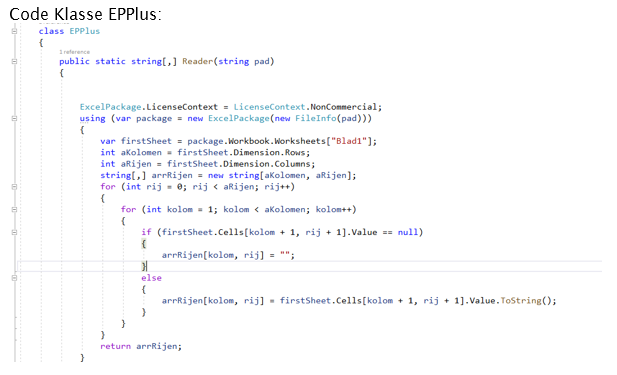 Code Klasse EPPlus:
class EPPlus
{
1 reference
public static string[,] Reader(string pad)
{
ExcelPackage.LicenseContext = LicenseContext.NonCommercial;
using (var package = new ExcelPackage(new FileInfo(pad)))
{
var firstSheet = package.Workbook.Worksheets["Blad1"];
int aKolomen = firstSheet.Dimension.Rows;
int aRijen = firstSheet.Dimension.Columns;
string[,] arrRijen = new string[aKolomen, aRijen];
for (int rij = 0; rij < aRijen; rij++)
{
for (int kolom = 1; kolom < aKolomen; kolom++)
{
if (firstSheet.Cells[kolom + 1, rij + 1].Value == null)
{
arrRijen[kolom, rij] = "";
}
else
{
arrRijen[kolom, rij] = firstSheet.Cells[kolom + 1, rij + 1].Value.ToString();
}
}
}
return arrRijen;
}